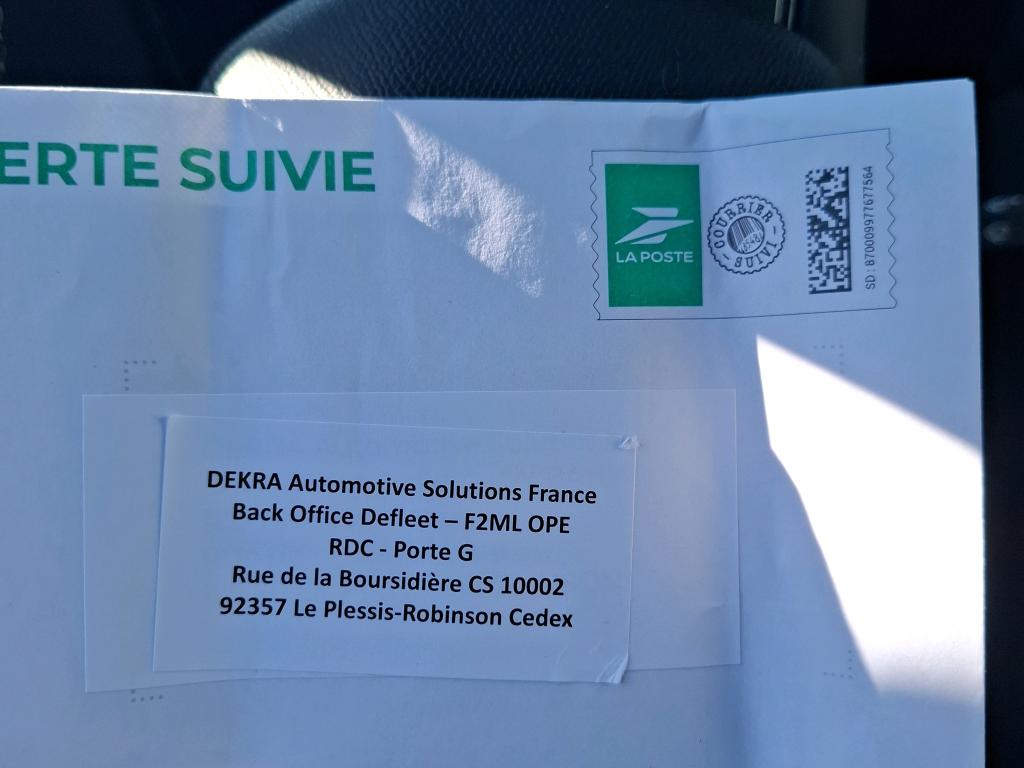 ERTE SUIVIE
LA POSTE
COURRIER
SUIVI
SD : 870009977677564
DEKRA Automotive Solutions France
Back Office Defleet – F2ML OPE
RDC - Porte G
Rue de la Boursidière CS 10002
92357 Le Plessis-Robinson Cedex